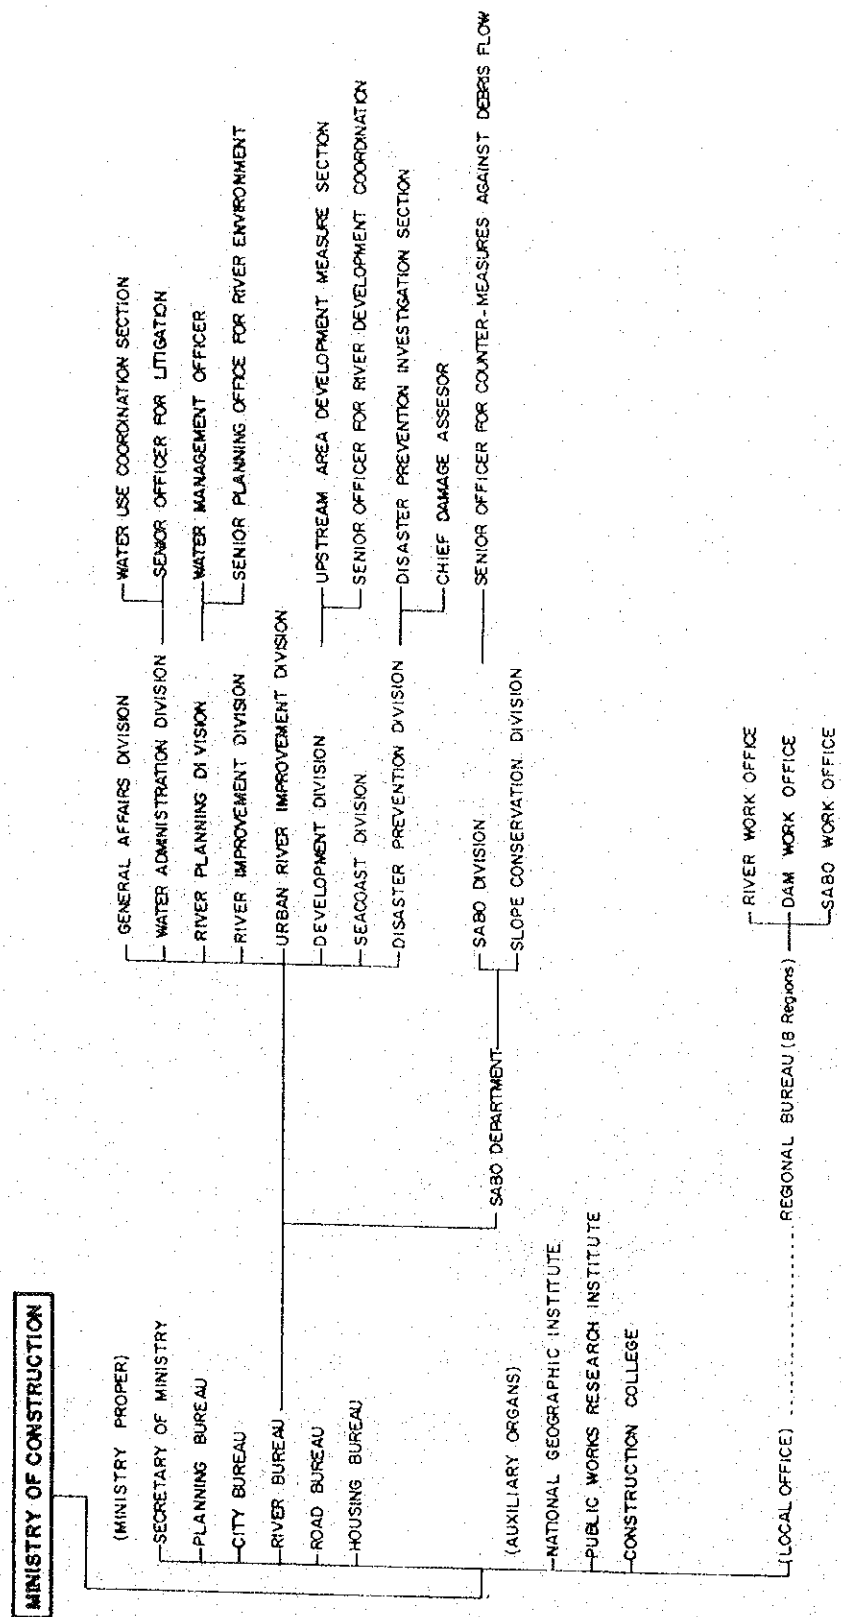 MINISTRY OF CONSTRUCTION
(MINISTRY PROPER)
SECRETARY OF MINISTRY
PLANNING BUREAU
CITY BUREAU
RIVER BUREAU
ROAD BUREAU
HOUSING BUREAU
GENERAL AFFAIRS DIVISION
WATER ADMINISTRATION DIVISION
RIVER PLANNING DIVISION
RIVER IMPROVEMENT DIVISION
URBAN RIVER IMPROVEMENT DIVISION
DEVELOPMENT DIVISION
SEACOAST DIVISION
DISASTER PREVENTION DIVISION
WATER USE COORDINATION SECTION
SENIOR OFFICER FOR LITIGATION
WATER MANAGEMENT OFFICER
SENIOR PLANNING OFFICE FOR RIVER ENVIRONMENT
UPSTREAM AREA DEVELOPMENT MEASURE SECTION
SENIOR OFFICER FOR RIVER DEVELOPMENT COORDINATION
DISASTER PREVENTION INVESTIGATION SECTION
CHIEF DAMAGE ASSESOR
SABO DEPARTMENT
SABO DIVISION
SLOPE CONSERVATION DIVISION
SENIOR OFFICER FOR COUNTER-MEASURES AGAINST DEBRIS FLOW
(AUXILIARY ORGANS)
NATIONAL GEOGRAPHIC INSTITUTE
PUBLIC WORKS RESEARCH INSTITUTE
CONSTRUCTION COLLEGE
(LOCAL OFFICE) ............ REGIONAL BUREAU (8 Regions)
RIVER WORK OFFICE
DAM WORK OFFICE
SABO WORK OFFICE